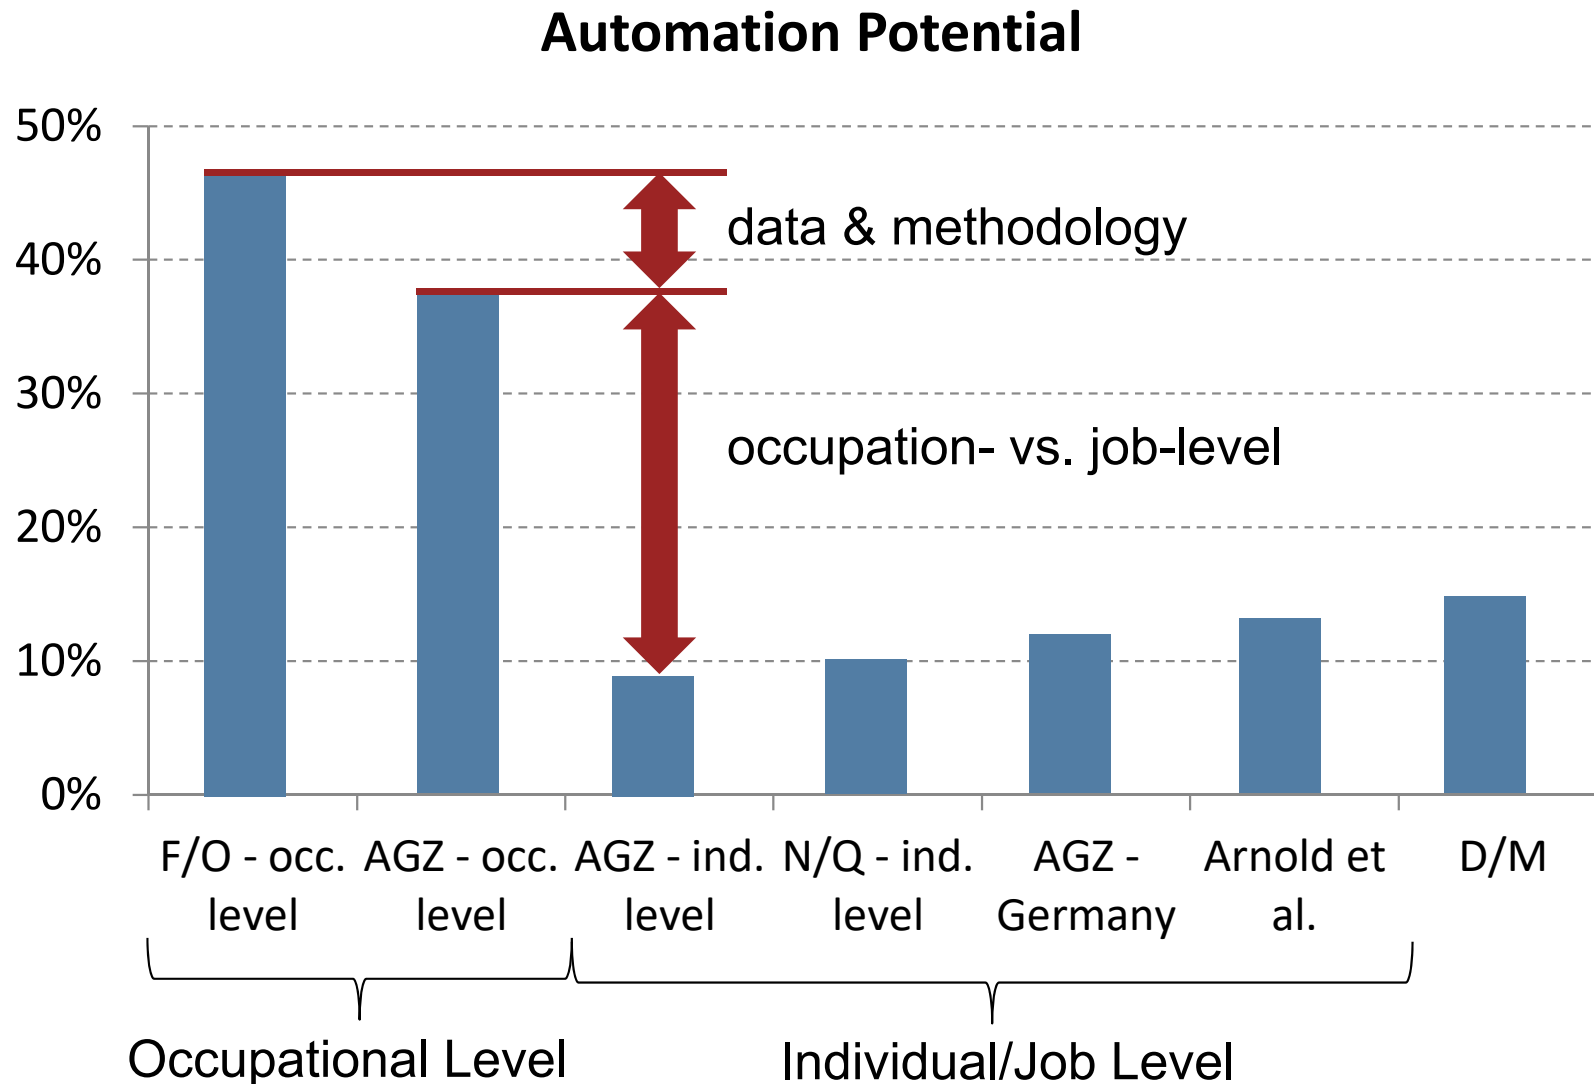 Automation Potential
50%
40%
30%
20%
10%
0%
data & methodology
occupation- vs. job-level
F/O - occ.
level
AGZ - occ.
level
AGZ - ind.
level
N/Q - ind.
level
AGZ -
Germany
Arnold et
al.
D/M
Occupational Level
Individual/Job Level